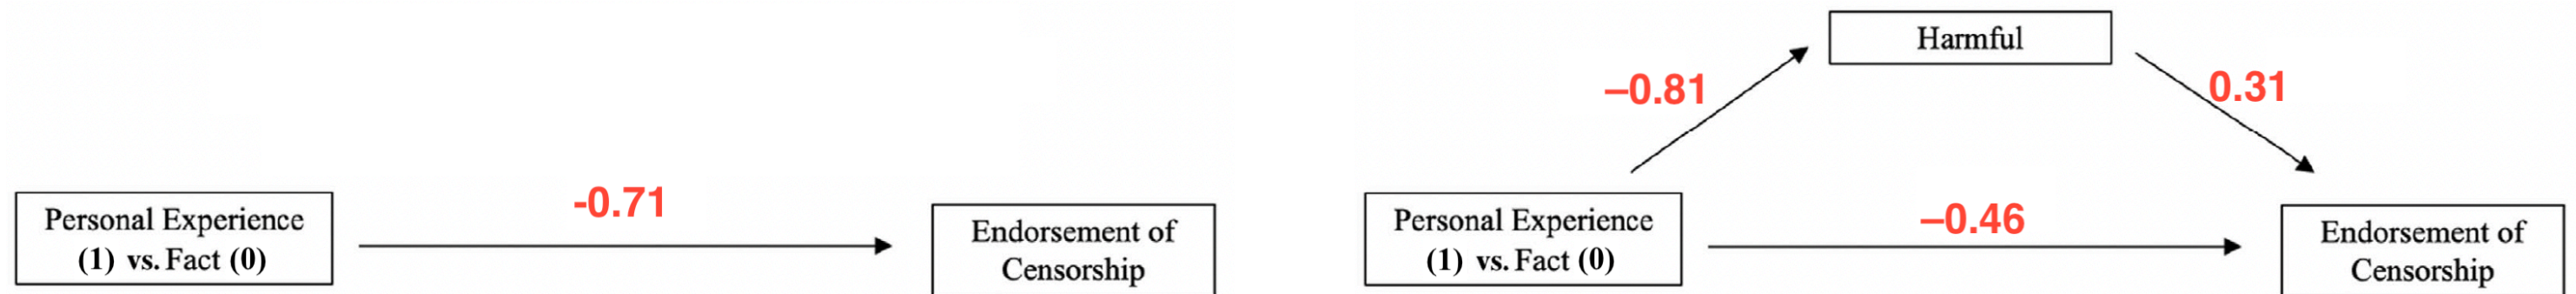 -0.71
Personal Experience
(1) vs. Fact (0)
Endorsement of
Censorship
Harmful
–0.81
0.31
–0.46
Personal Experience
(1) vs. Fact (0)
Endorsement of
Censorship